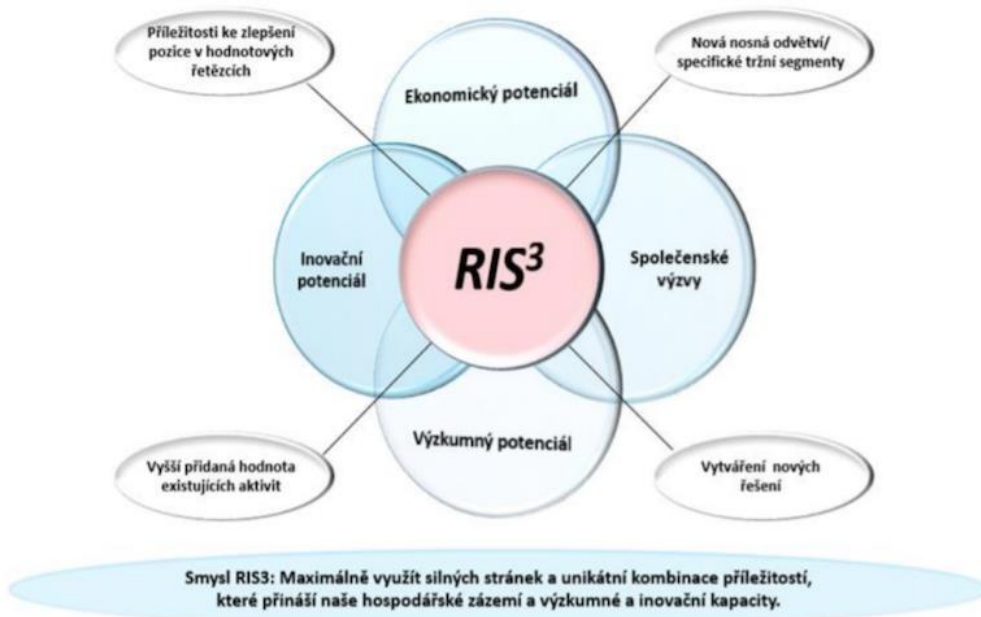 Příležitosti ke zlepšení
pozice v hodnotových
řetězcích
Nová nosná odvětví/
specifické tržní segmenty
Ekonomický potenciál
Inovační
potenciál
RIS³
Společenské
výzvy
Výzkumný potenciál
Vyšší přidaná hodnota
existujících aktivit
Vytváření nových
řešení
Smysl RIS3: Maximálně využít silných stránek a unikátní kombinace příležitostí,
které přináší naše hospodářské zázemí a výzkumné a inovační kapacity.